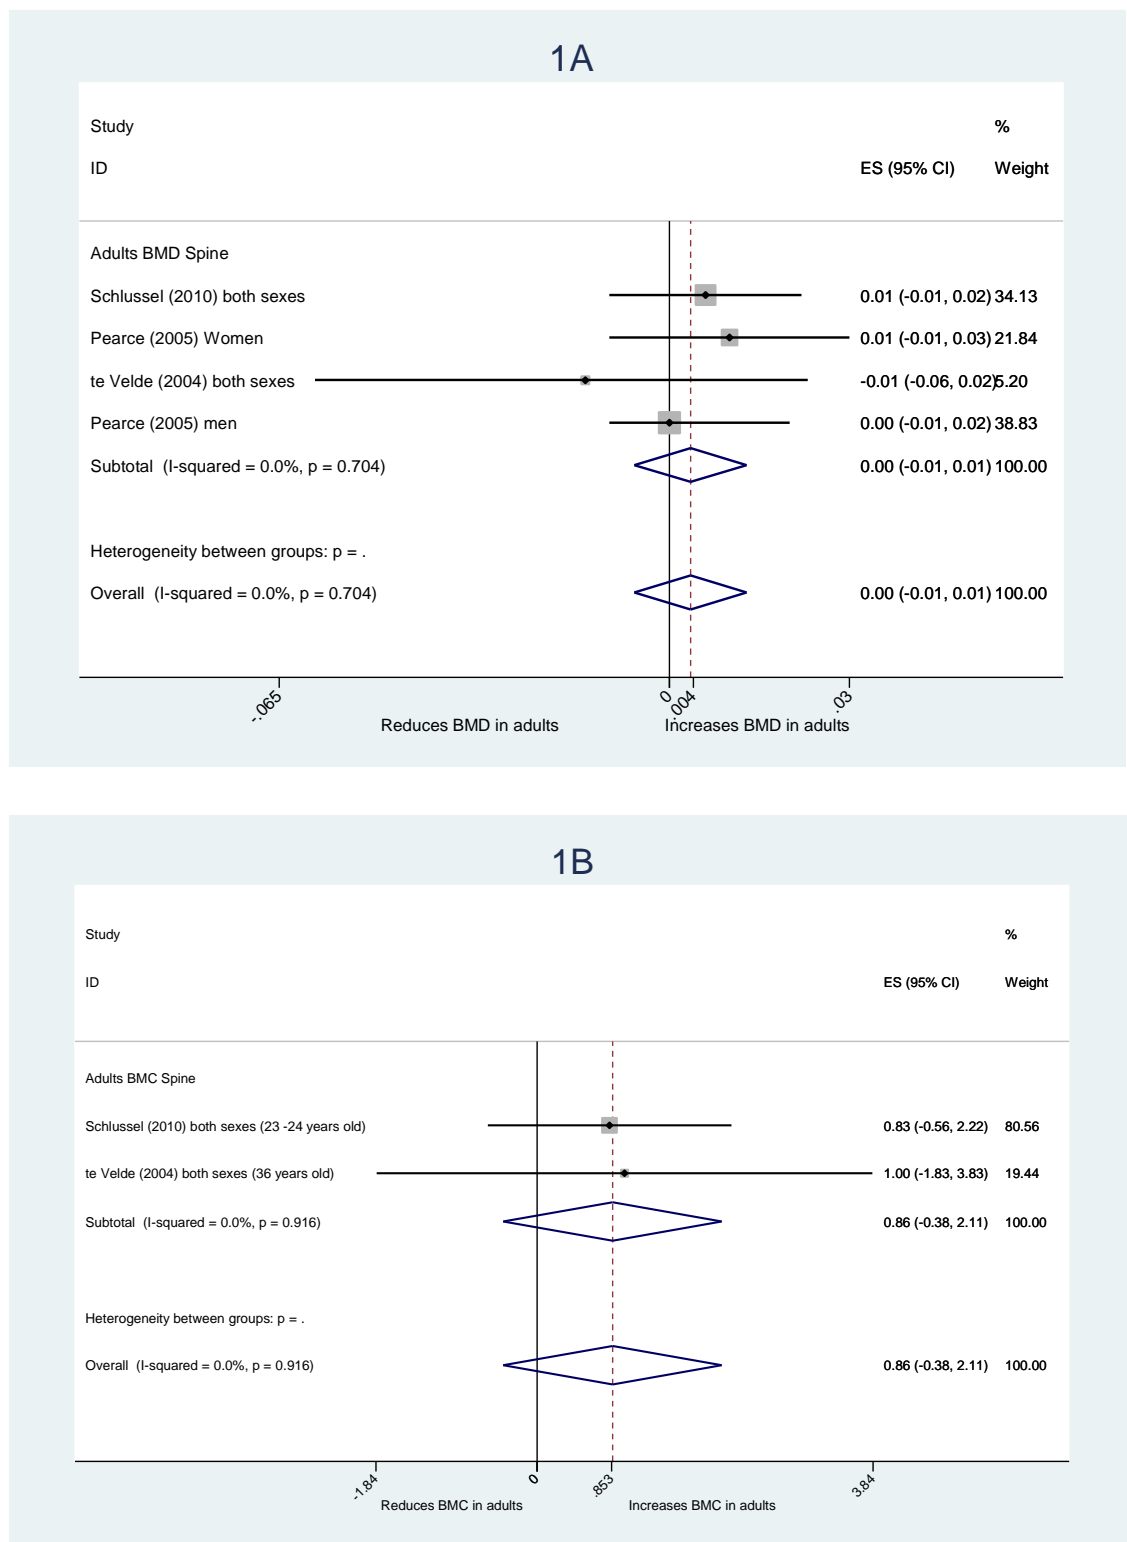 1A
Study %
ID ES (95% CI) Weight
Adults BMD Spine
Schlussel (2010) both sexes 0.01 (-0.01, 0.02) 34.13
Pearce (2005) Women 0.01 (-0.01, 0.03) 21.84
te Velde (2004) both sexes -0.01 (-0.06, 0.02) 5.20
Pearce (2005) men 0.00 (-0.01, 0.02) 38.83
Subtotal (I-squared = 0.0%, p = 0.704) 0.00 (-0.01, 0.01) 100.00
Heterogeneity between groups: p = .
Overall (I-squared = 0.0%, p = 0.704) 0.00 (-0.01, 0.01) 100.00
-.065 0 .004 .03
Reduces BMD in adults Increases BMD in adults
1B
Study %
ID ES (95% CI) Weight
Adults BMC Spine
Schlussel (2010) both sexes (23 -24 years old) 0.83 (-0.56, 2.22) 80.56
te Velde (2004) both sexes (36 years old) 1.00 (-1.83, 3.83) 19.44
Subtotal (I-squared = 0.0%, p = 0.916) 0.86 (-0.38, 2.11) 100.00
Heterogeneity between groups: p = .
Overall (I-squared = 0.0%, p = 0.916) 0.86 (-0.38, 2.11) 100.00
-1.84 0 .853 3.84
Reduces BMC in adults Increases BMC in adults